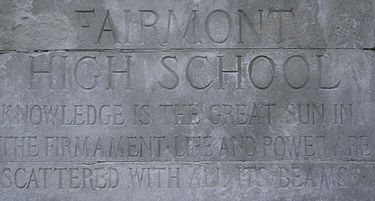 FAIRMONT
HIGH SCHOOL
KNOWLEDGE IS THE GREAT SUN IN
THE FIRMAMENT·LIFE AND POWER ARE
SCATTERED WITH ALL ITS BEAMS